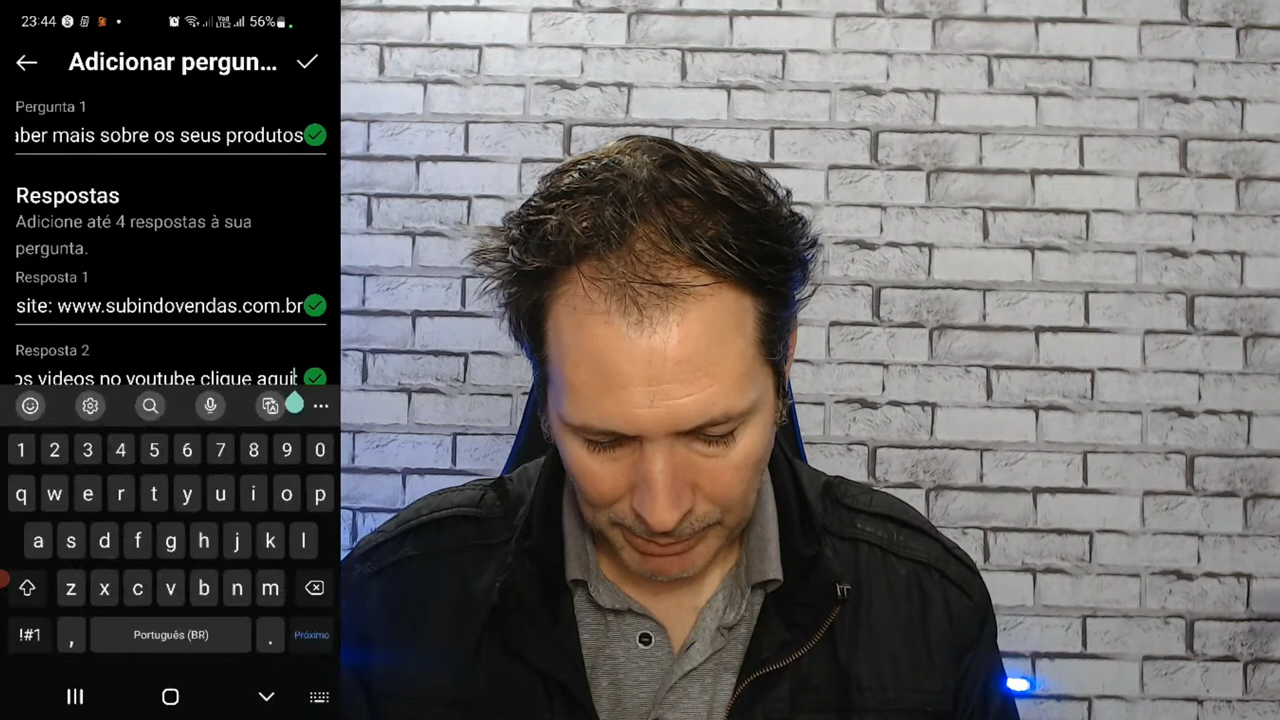 23:44 56%
Adicionar pergun...
Pergunta 1
aber mais sobre os seus produtos
Respostas
Adicione até 4 respostas à sua
pergunta.
Resposta 1
site: www.subindovendas.com.br
Resposta 2
os videos no youtube clique aqui
1 2 3 4 5 6 7 8 9 0
q w e r t y u i o p
a s d f g h j k l
z x c v b n m
!#1 , Português (BR) . Próximo